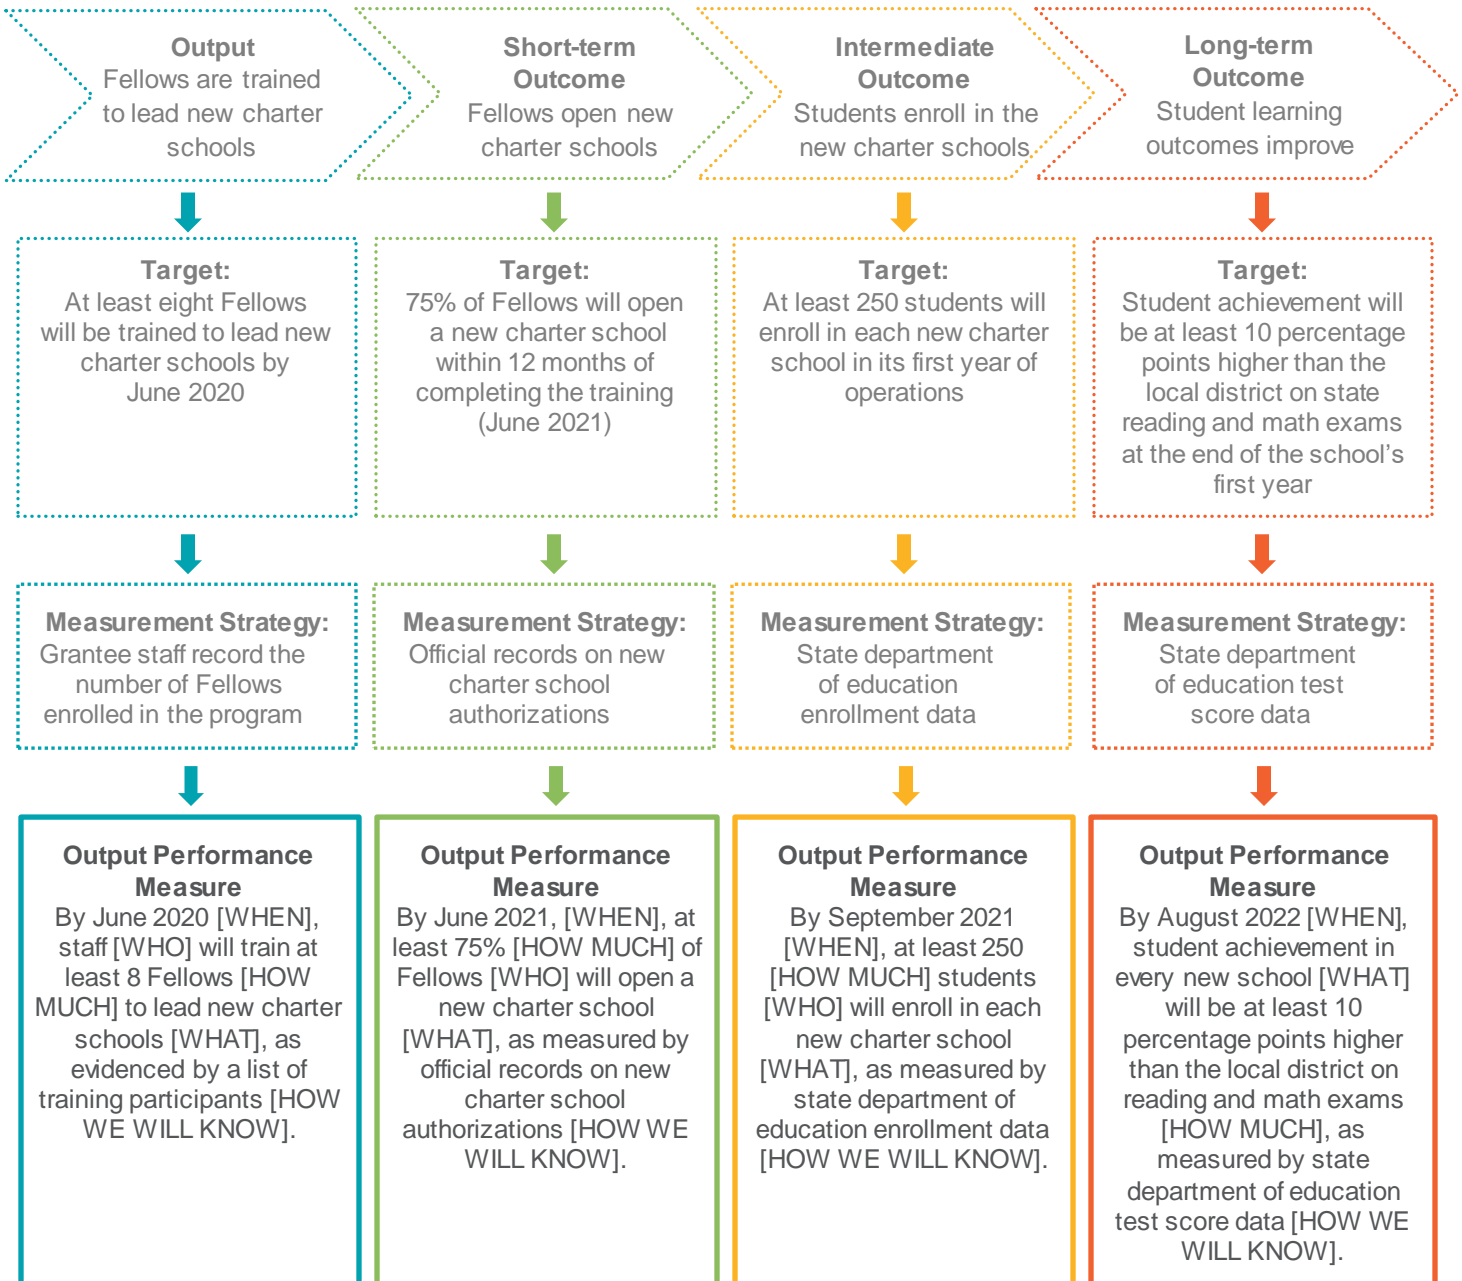 Output
Fellows are trained
to lead new charter
schools
Short-term
Outcome
Fellows open new
charter schools
Intermediate
Outcome
Students enroll in the
new charter schools
Long-term
Outcome
Student learning
outcomes improve
Target:
At least eight Fellows
will be trained to lead new
charter schools by
June 2020
Target:
75% of Fellows will open
a new charter school
within 12 months of
completing the training
(June 2021)
Target:
At least 250 students will
enroll in each new charter
school in its first year of
operations
Target:
Student achievement will
be at least 10 percentage
points higher than the
local district on state
reading and math exams
at the end of the school’s
first year
Measurement Strategy:
Grantee staff record the
number of Fellows
enrolled in the program
Measurement Strategy:
Official records on new
charter school
authorizations
Measurement Strategy:
State department
of education
enrollment data
Measurement Strategy:
State department
of education test
score data
Output Performance
Measure
By June 2020 [WHEN],
staff [WHO] will train at
least 8 Fellows [HOW
MUCH] to lead new charter
schools [WHAT], as
evidenced by a list of
training participants [HOW
WE WILL KNOW].
Output Performance
Measure
By June 2021, [WHEN], at
least 75% [HOW MUCH] of
Fellows [WHO] will open a
new charter school
[WHAT], as measured by
official records on new
charter school
authorizations [HOW WE
WILL KNOW].
Output Performance
Measure
By September 2021
[WHEN], at least 250
[HOW MUCH] students
[WHO] will enroll in each
new charter school
[WHAT], as measured by
state department of
education enrollment data
[HOW WE WILL KNOW].
Output Performance
Measure
By August 2022 [WHEN],
student achievement in
every new school [WHAT]
will be at least 10
percentage points higher
than the local district on
reading and math exams
[HOW MUCH], as
measured by state
department of education
test score data [HOW WE
WILL KNOW].